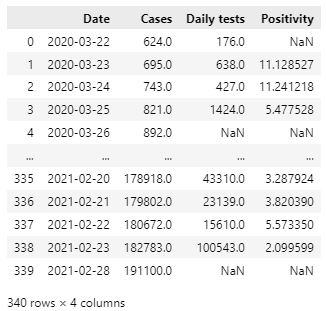 Date Cases Daily tests Positivity
0 2020-03-22 624.0 176.0 NaN
1 2020-03-23 695.0 638.0 11.128527
2 2020-03-24 743.0 427.0 11.241218
3 2020-03-25 821.0 1424.0 5.477528
4 2020-03-26 892.0 NaN NaN
... ... ... ... ...
335 2021-02-20 178918.0 43310.0 3.287924
336 2021-02-21 179802.0 23139.0 3.820390
337 2021-02-22 180672.0 15610.0 5.573350
338 2021-02-23 182783.0 100543.0 2.099599
339 2021-02-28 191100.0 NaN NaN
340 rows × 4 columns